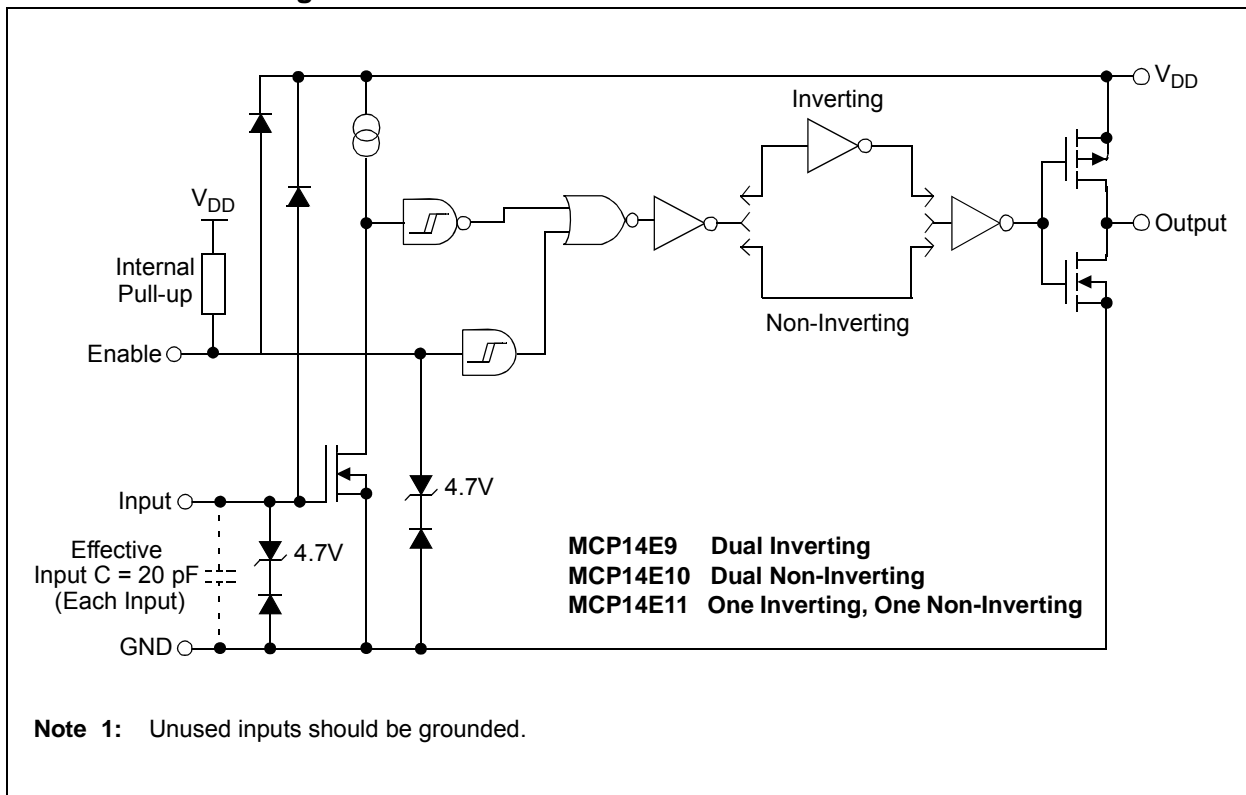 V_DD
Inverting
V_DD
Output
Internal
Pull-up
Non-Inverting
Enable
4.7V
Input
4.7V
Effective
Input C = 20 pF
(Each Input)
MCP14E9 Dual Inverting
MCP14E10 Dual Non-Inverting
MCP14E11 One Inverting, One Non-Inverting
GND
Note 1: Unused inputs should be grounded.